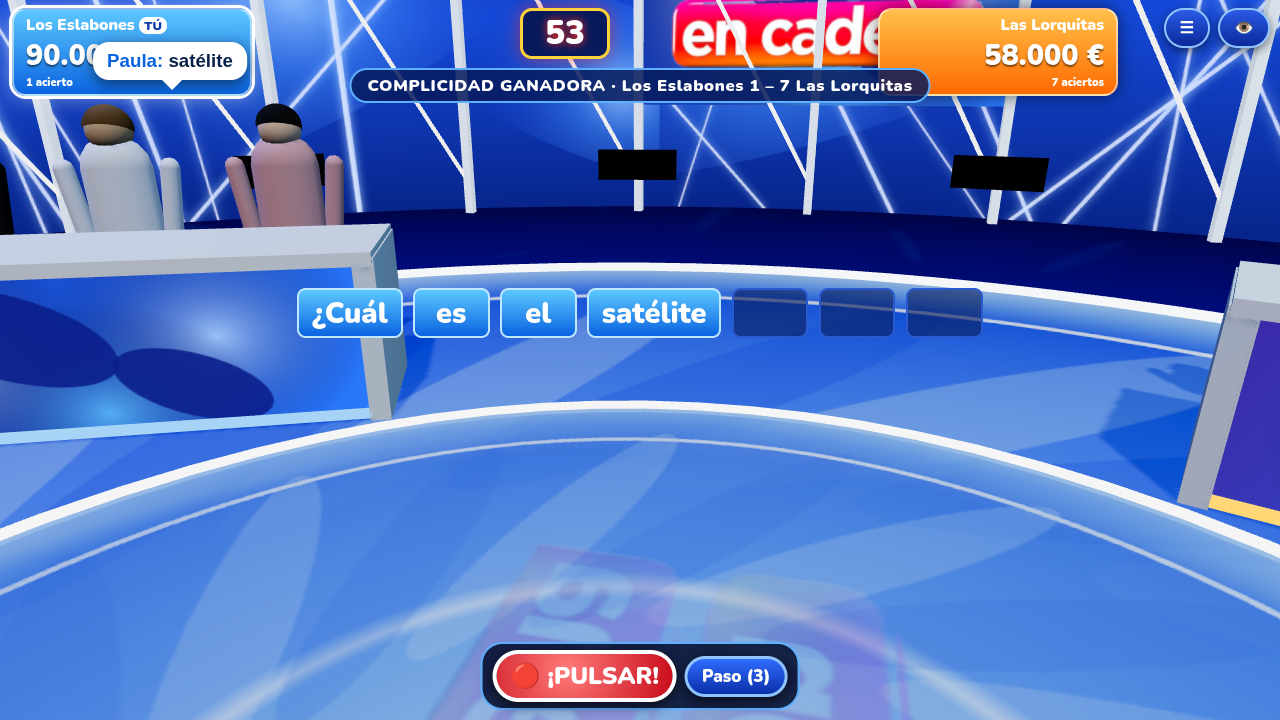 Los Eslabones TÚ
90.00
1 acierto
Paula: satélite
53
en cade
Las Lorquitas
58.000 €
7 aciertos
☰
COMPLICIDAD GANADORA · Los Eslabones 1 – 7 Las Lorquitas
¿Cuál es el satélite
¡PULSAR!
Paso (3)